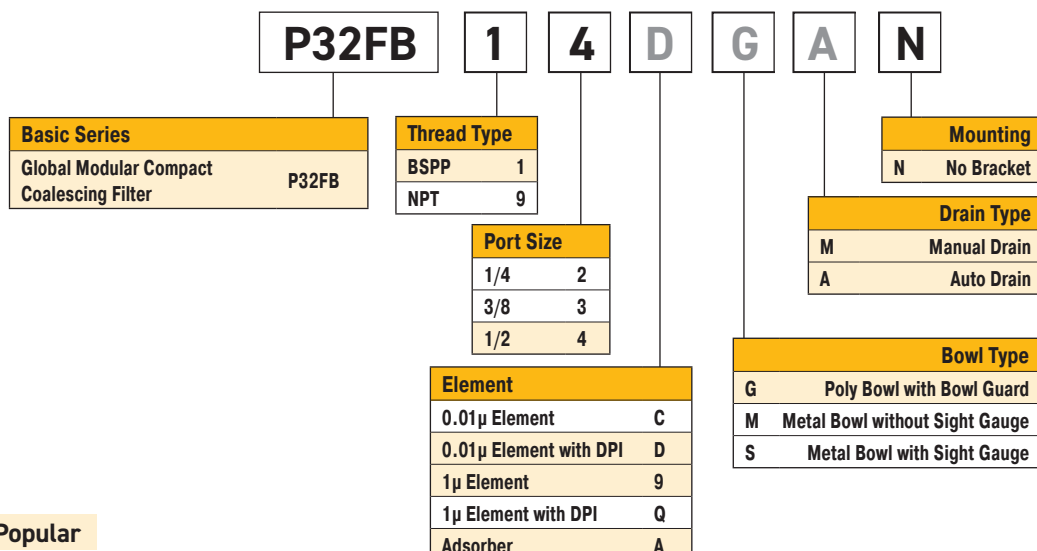 P32FB 1 4 D G A N
Basic Series
Global Modular Compact
Coalescing Filter P32FB
Thread Type
BSPP 1
NPT 9
Port Size
1/4 2
3/8 3
1/2 4
Element
0.01µ Element C
0.01µ Element with DPI D
1µ Element 9
1µ Element with DPI Q
Adsorber A
Mounting
N No Bracket
Drain Type
M Manual Drain
A Auto Drain
Bowl Type
G Poly Bowl with Bowl Guard
M Metal Bowl without Sight Gauge
S Metal Bowl with Sight Gauge
Popular